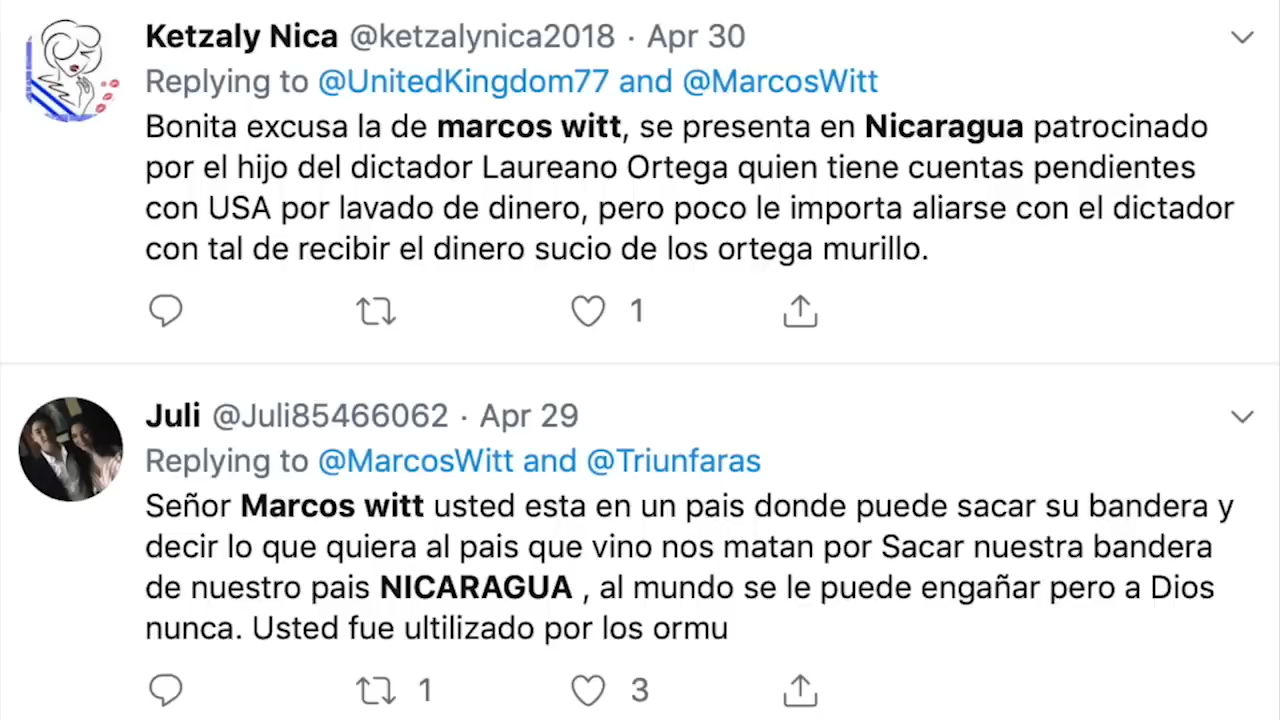 Ketzaly Nica @ketzalynica2018 · Apr 30
Replying to @UnitedKingdom77 and @MarcosWitt
Bonita excusa la de marcos witt, se presenta en Nicaragua patrocinado
por el hijo del dictador Laureano Ortega quien tiene cuentas pendientes
con USA por lavado de dinero, pero poco le importa aliarse con el dictador
con tal de recibir el dinero sucio de los ortega murillo.
1
Juli @Juli85466062 · Apr 29
Replying to @MarcosWitt and @Triunfaras
Señor Marcos witt usted esta en un pais donde puede sacar su bandera y
decir lo que quiera al pais que vino nos matan por Sacar nuestra bandera
de nuestro pais NICARAGUA , al mundo se le puede engañar pero a Dios
nunca. Usted fue ultilizado por los ormu
1 3